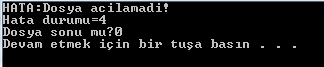 HATA:Dosya acilamadi!
Hata durumu=4
Dosya sonu mu?0
Devam etmek için bir tuşa basın . . .